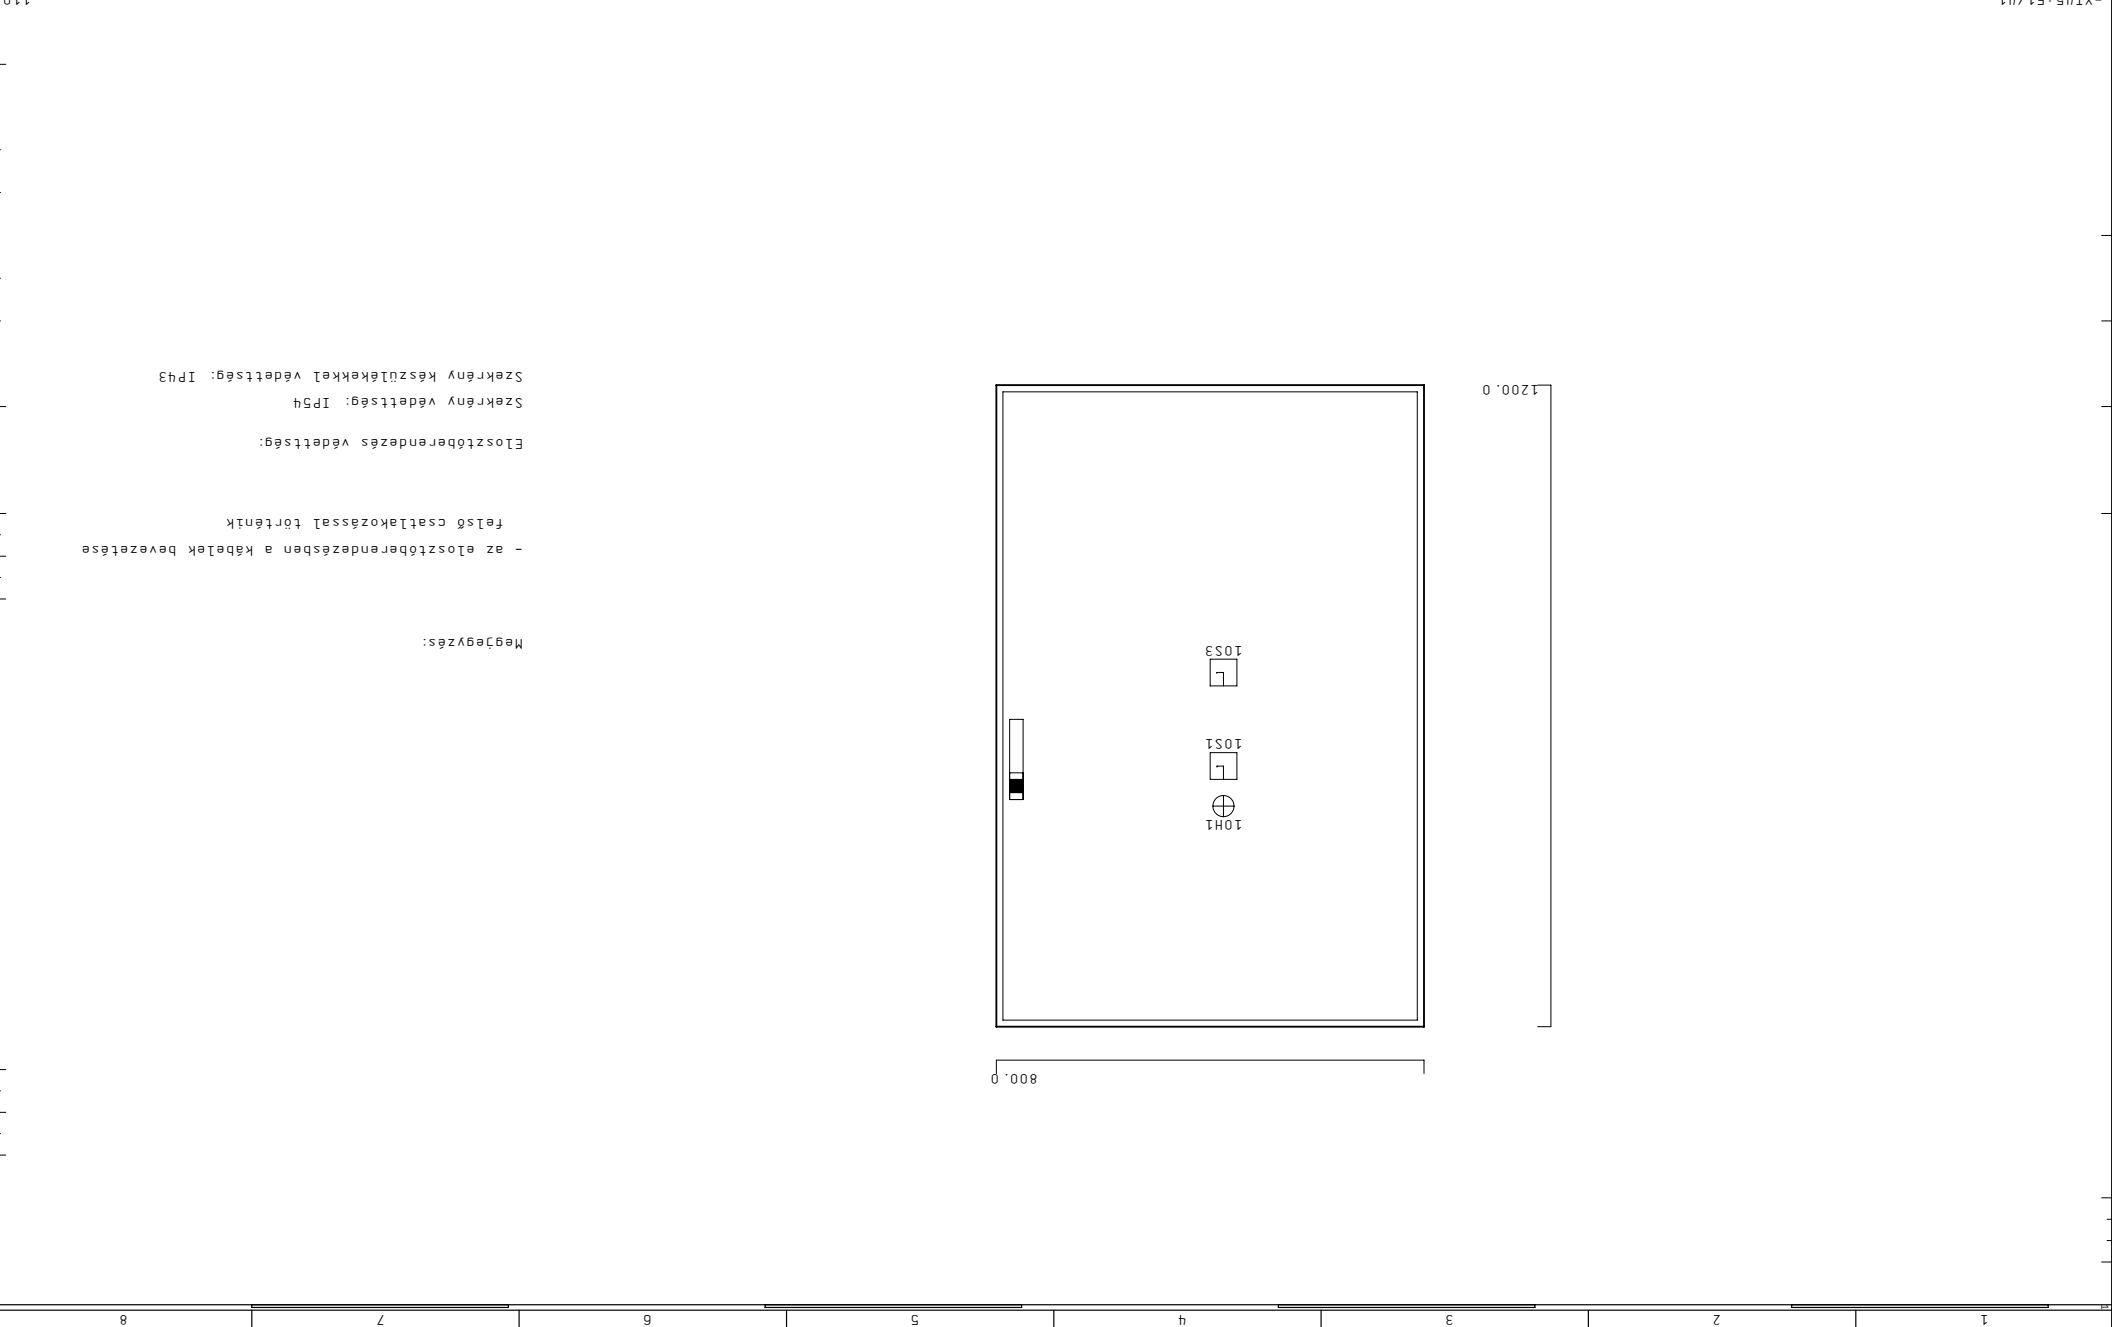 1 2 3 4 5 6 7 8
800.0
10H1
10S1
10S3
1200.0
Megjegyzés:
- az elosztóberendezésben a kábelek bevezetése
felső csatlakozással történik
Elosztóberendezés védettség:
Szekrény védettség: IP54
Szekrény készülékekkel védettség: IP43